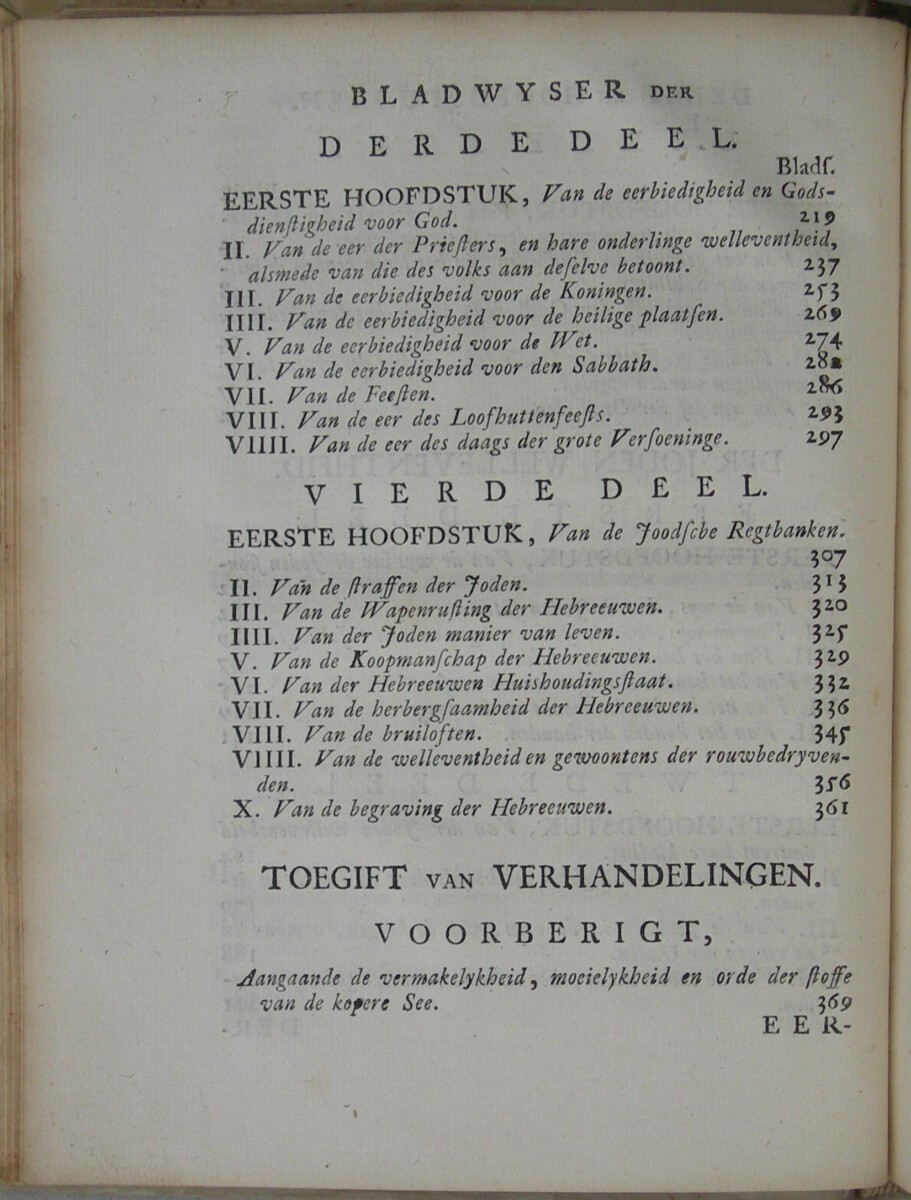 BLADWYSER DER
DERDE DEEL.
Bladſ.
EERSTE HOOFDSTUK, Van de eerbiedigheid en Gods-
dienſtigheid voor God. 219
II. Van de eer der Prieſters, en hare onderlinge welleventheid,
alsmede van die des volks aan deſelve betoont. 237
III. Van de eerbiedigheid voor de Koningen. 253
IIII. Van de eerbiedigheid voor de heilige plaatſen. 269
V. Van de eerbiedigheid voor de Wet. 274
VI. Van de eerbiedigheid voor den Sabbath.
VII. Van de Feeſten. 286
VIII. Van de eer des Loofhuttenfeeſts. 293
VIIII. Van de eer des daags der grote Verſoeninge. 297
VIERDE DEEL.
EERSTE HOOFDSTUK, Van de Joodſche Regtbanken.
307
II. Van de ſtraffen der Joden. 313
III. Van de Wapenruſting der Hebreeuwen. 320
IIII. Van der Joden manier van leven. 325
V. Van de Koopmanſchap der Hebreeuwen. 329
VI. Van der Hebreeuwen Huishoudingsſtaat. 332
VII. Van de herbergſaamheid der Hebreeuwen. 336
VIII. Van de bruiloften. 345
VIIII. Van de welleventheid en gewoontens der rouwbedryven-
den. 356
X. Van de begraving der Hebreeuwen. 361
TOEGIFT VAN VERHANDELINGEN.
VOORBERIGT,
Aangaande de vermakelykheid, moeielykheid en orde der ſtoffe
van de kopere See. 369
EER-